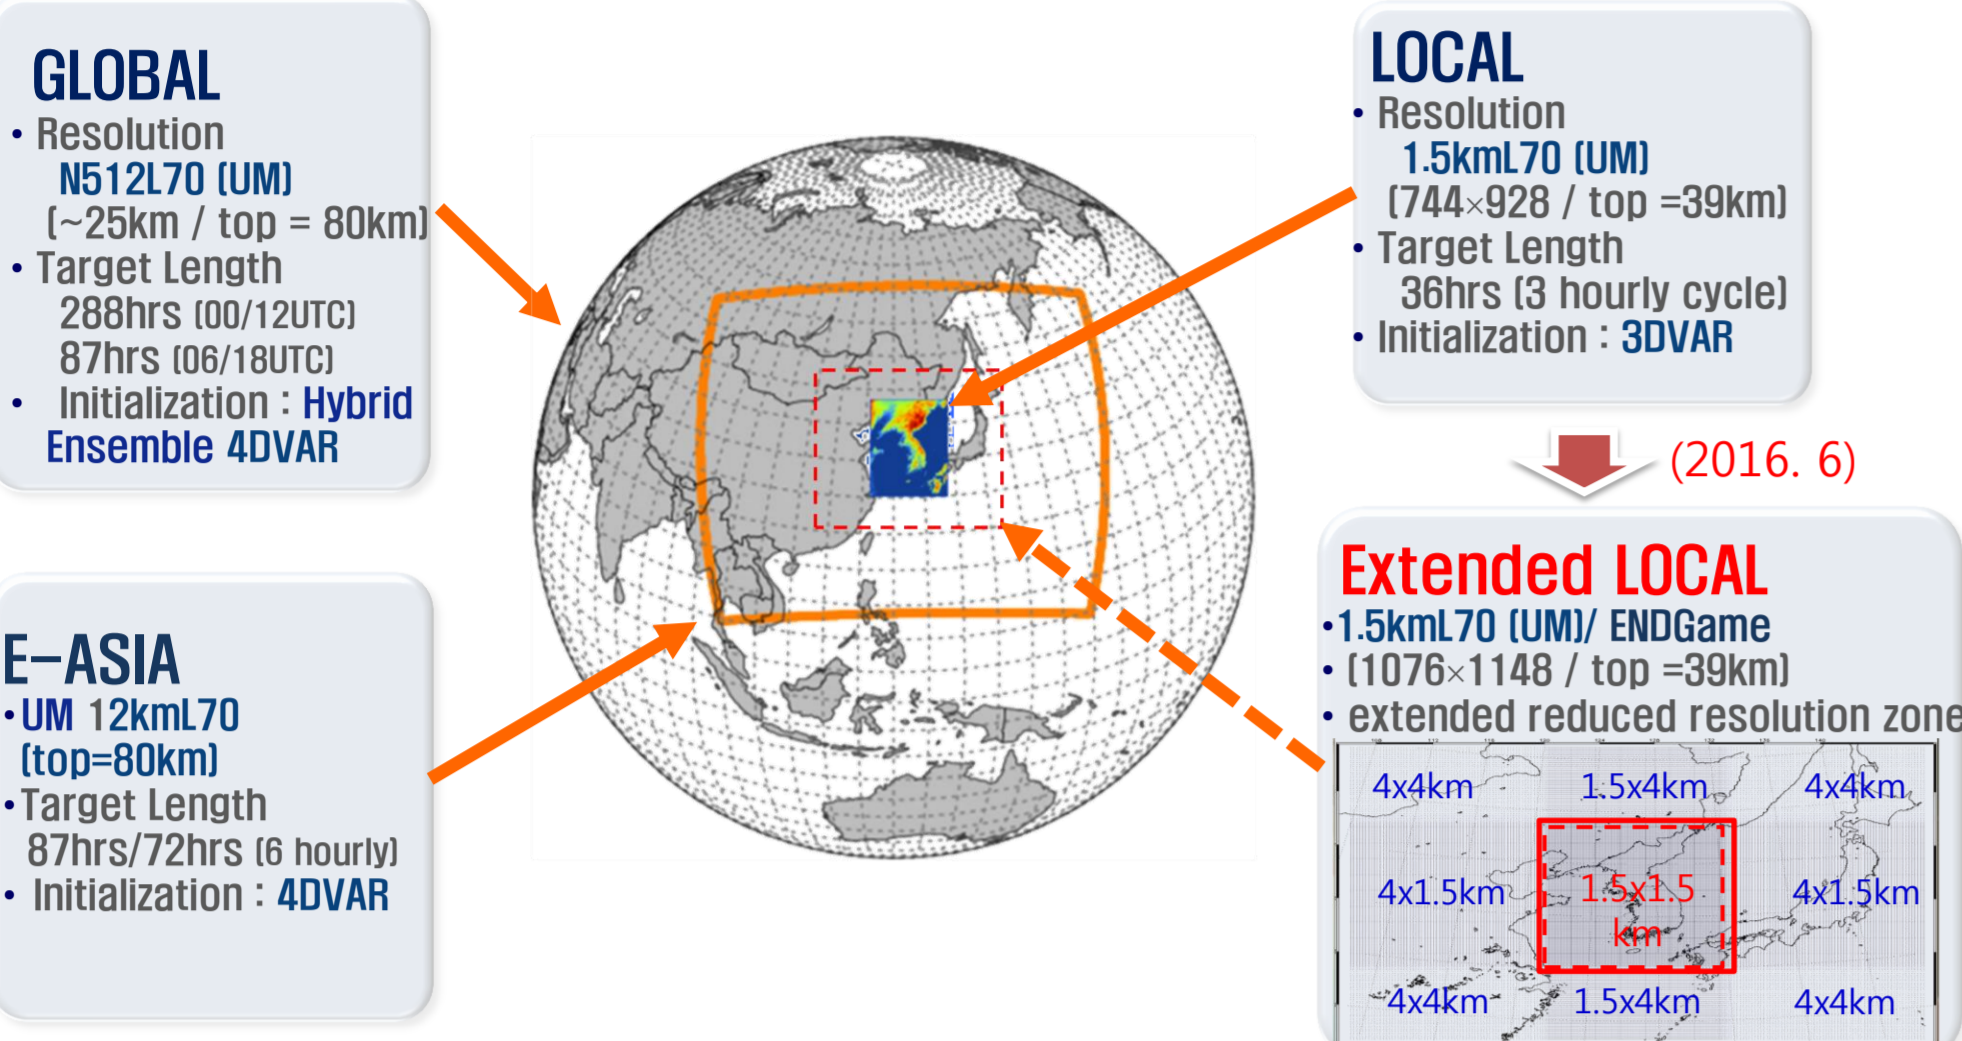 GLOBAL
• Resolution
N512L70 (UM)
(~25km / top = 80km)
• Target Length
288hrs (00/12UTC)
87hrs (06/18UTC)
• Initialization : Hybrid
Ensemble 4DVAR
E-ASIA
•UM 12kmL70
(top=80km)
•Target Length
87hrs/72hrs (6 hourly)
• Initialization : 4DVAR
LOCAL
• Resolution
1.5kmL70 (UM)
(744×928 / top =39km)
• Target Length
36hrs (3 hourly cycle)
• Initialization : 3DVAR
(2016. 6)
Extended LOCAL
•1.5kmL70 (UM)/ ENDGame
• (1076×1148 / top =39km)
• extended reduced resolution zone
4x4km 1.5x4km 4x4km
4x1.5km 1.5x1.5 4x1.5km
km
4x4km 1.5x4km 4x4km